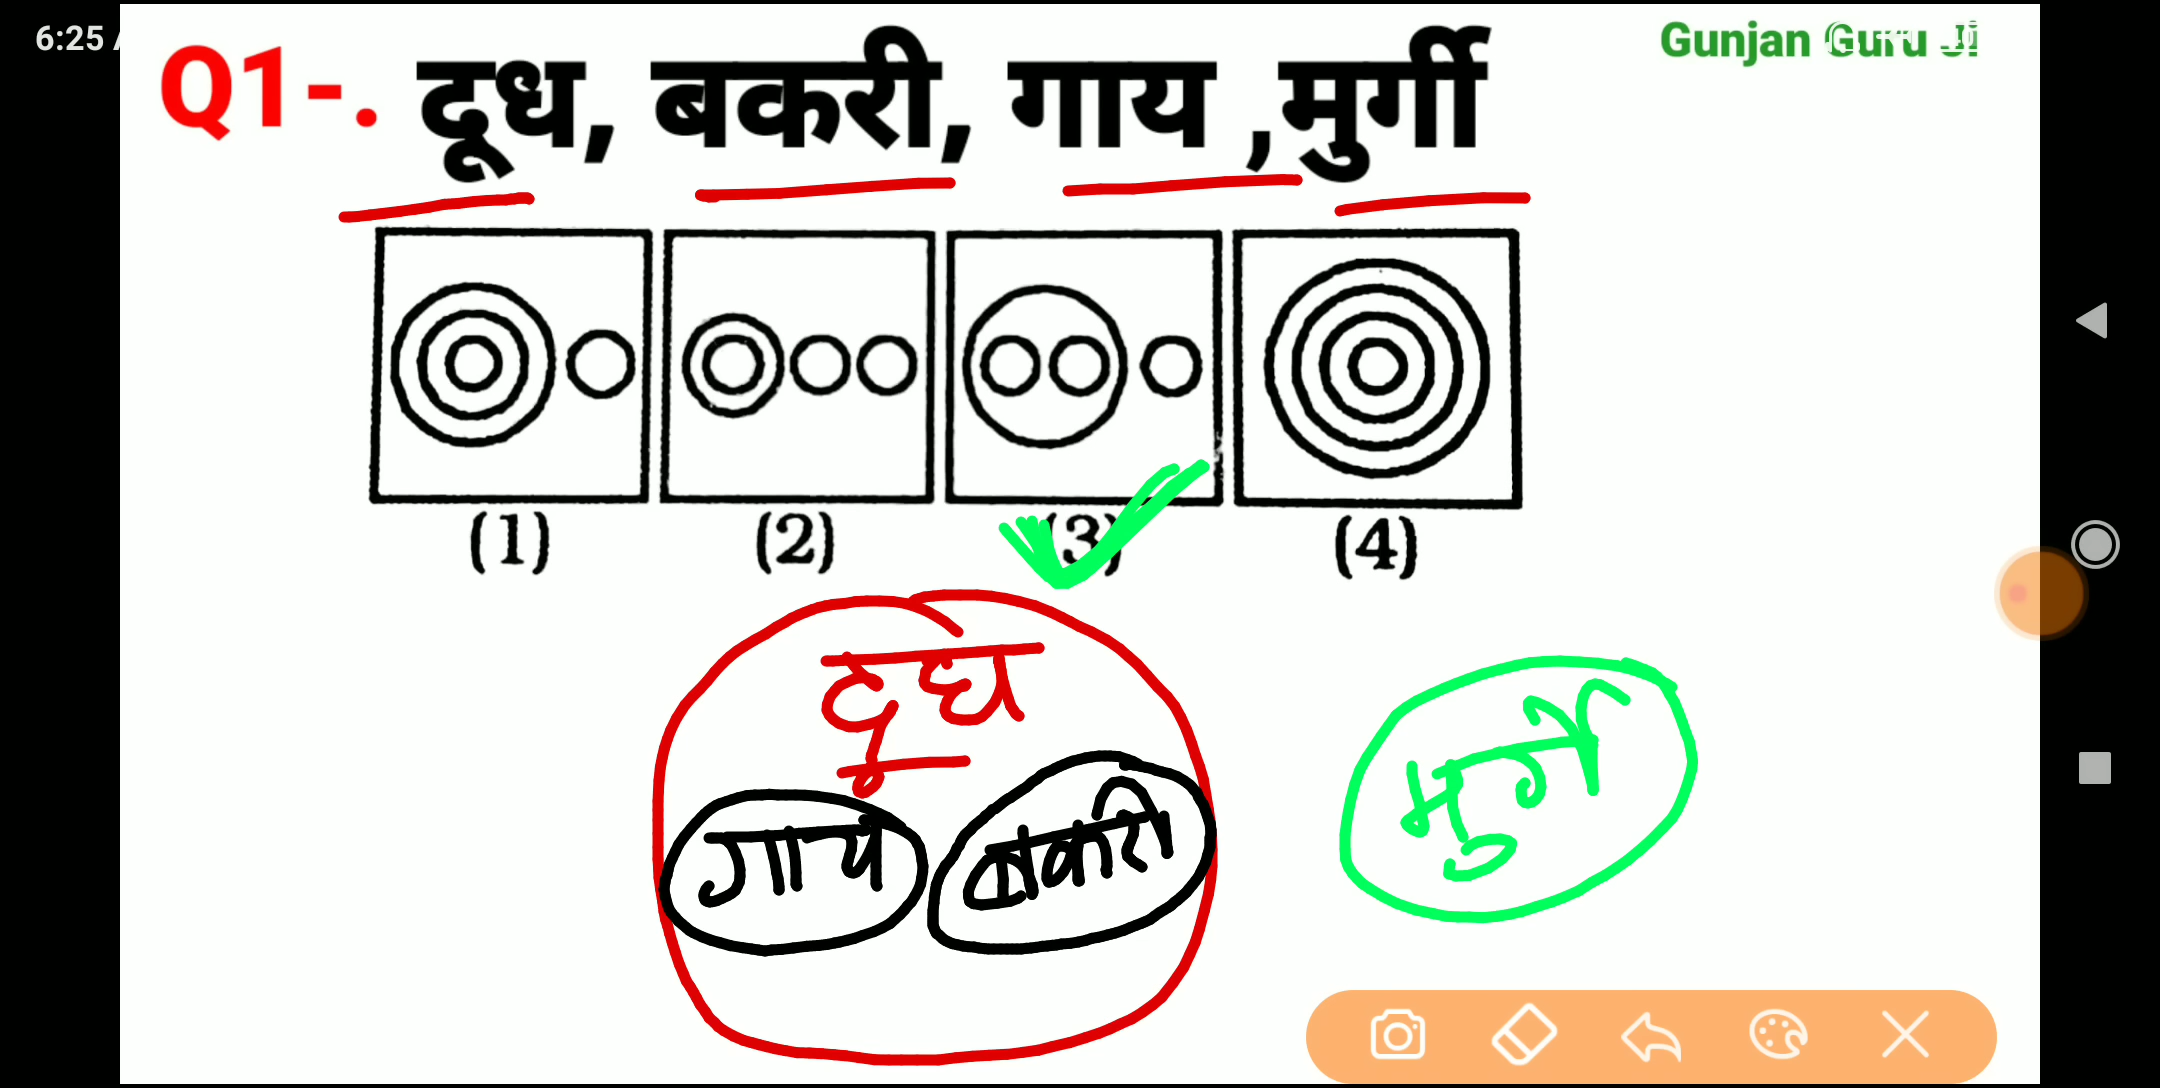 6:25
Gunjan Guru Ji
Q1-. दूध, बकरी, गाय ,मुर्गी
(1) (2) (3) (4)
दूध
गाय बकरी
मुर्गी